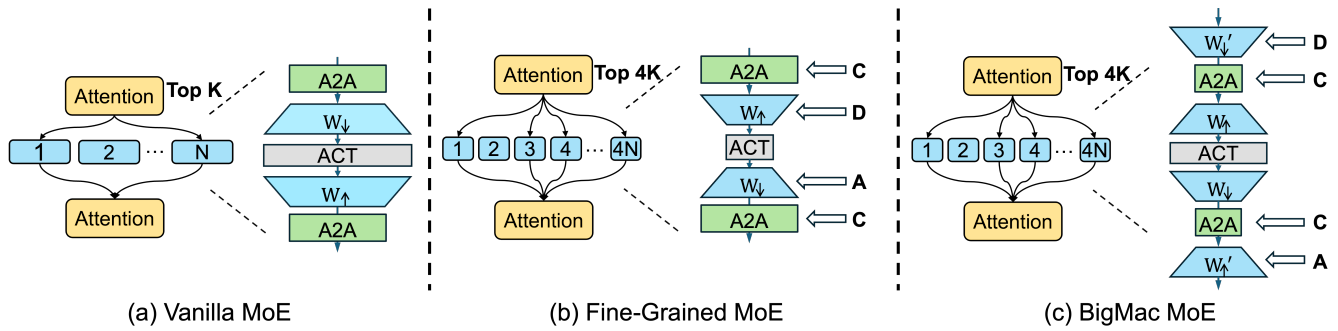 Attention
Top K
1
2
...
N
Attention
A2A
W↓
ACT
W↑
A2A
(a) Vanilla MoE
Attention
Top 4K
1
2
3
4
...
4N
Attention
A2A
C
W↑
D
ACT
W↓
A
A2A
C
(b) Fine-Grained MoE
Attention
Top 4K
1
2
3
4
...
4N
Attention
W↓′
D
A2A
C
W↑
ACT
W↓
A2A
C
W↑′
A
(c) BigMac MoE